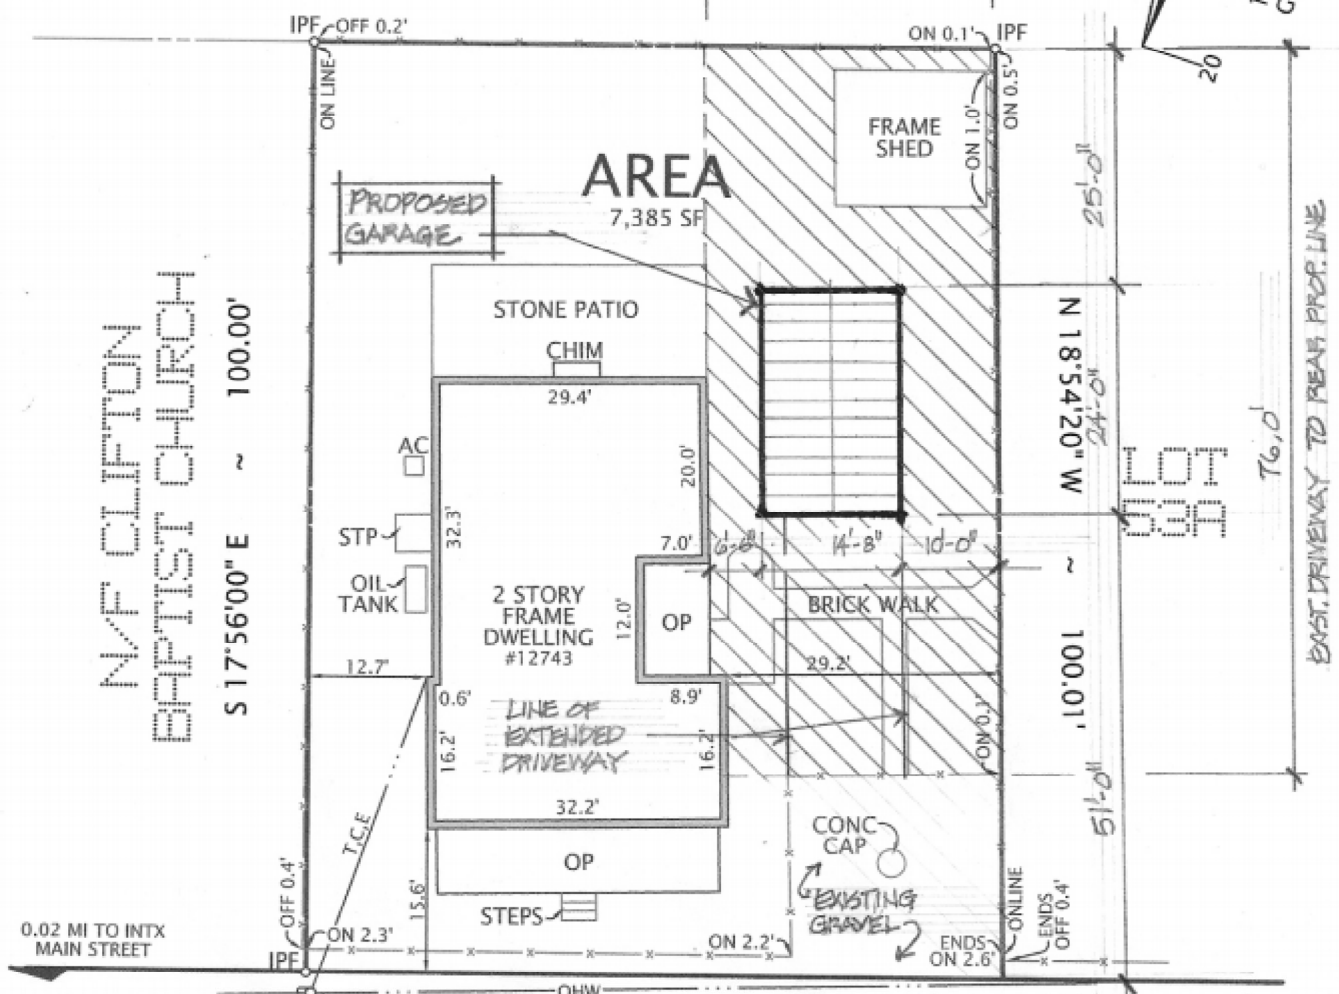 IPF
OFF 0.2'
ON 0.1'
IPF
20
ON LINE
ON 0.5'
FRAME
SHED
ON 1.0'
AREA
7,385 SF
PROPOSED
GARAGE
25'-0"
STONE PATIO
CHIM
29.4'
N/F CLIFTON
BAPTIST CHURCH
S 17°56'00" E ~ 100.00'
N 18°54'20" W ~ 100.01'
24'-0"
LOT
53A
76.0'
EXIST. DRIVEWAY TO REAR PROP. LINE
AC
20.0'
STP
32.3'
7.0'
6'-6"
14'-8"
10'-0"
OIL
TANK
2 STORY
FRAME
DWELLING
#12743
12.0'
OP
BRICK WALK
12.7'
29.2'
0.6'
8.9'
LINE OF
EXTENDED
DRIVEWAY
16.2'
16.2'
ON 0.1'
32.2'
51'-0"
T,C,E
CONC
CAP
OP
EXISTING
GRAVEL
OFF 0.4'
15.6'
STEPS
ONLINE
ENDS
OFF 0.4'
0.02 MI TO INTX
MAIN STREET
ON 2.3'
ON 2.2'
ENDS
ON 2.6'
IPF
OHW